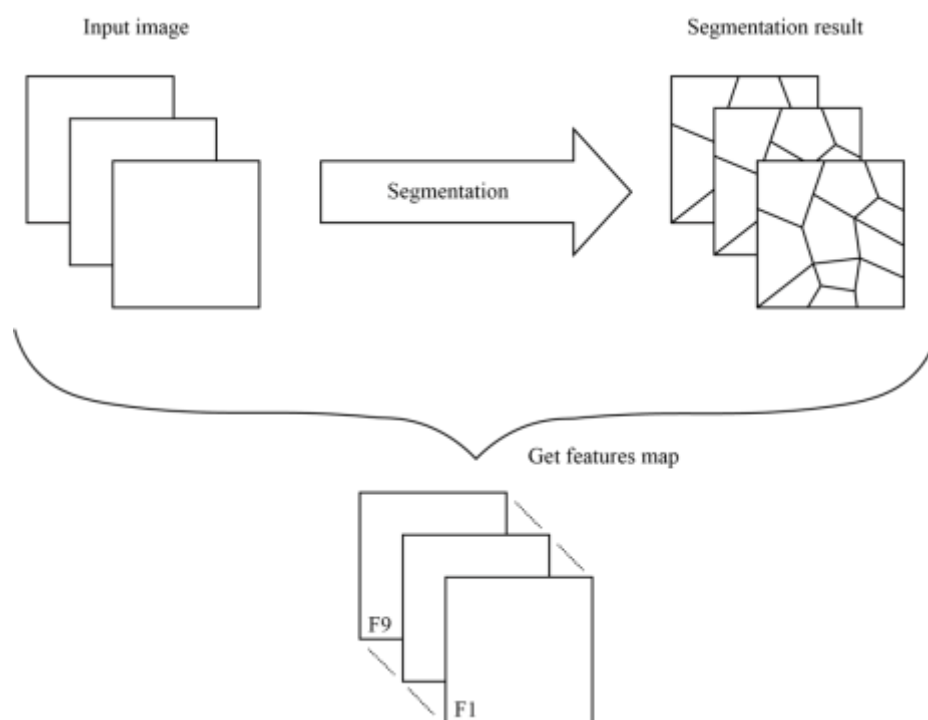 Input image
Segmentation result
Segmentation
Get features map
F9
F1